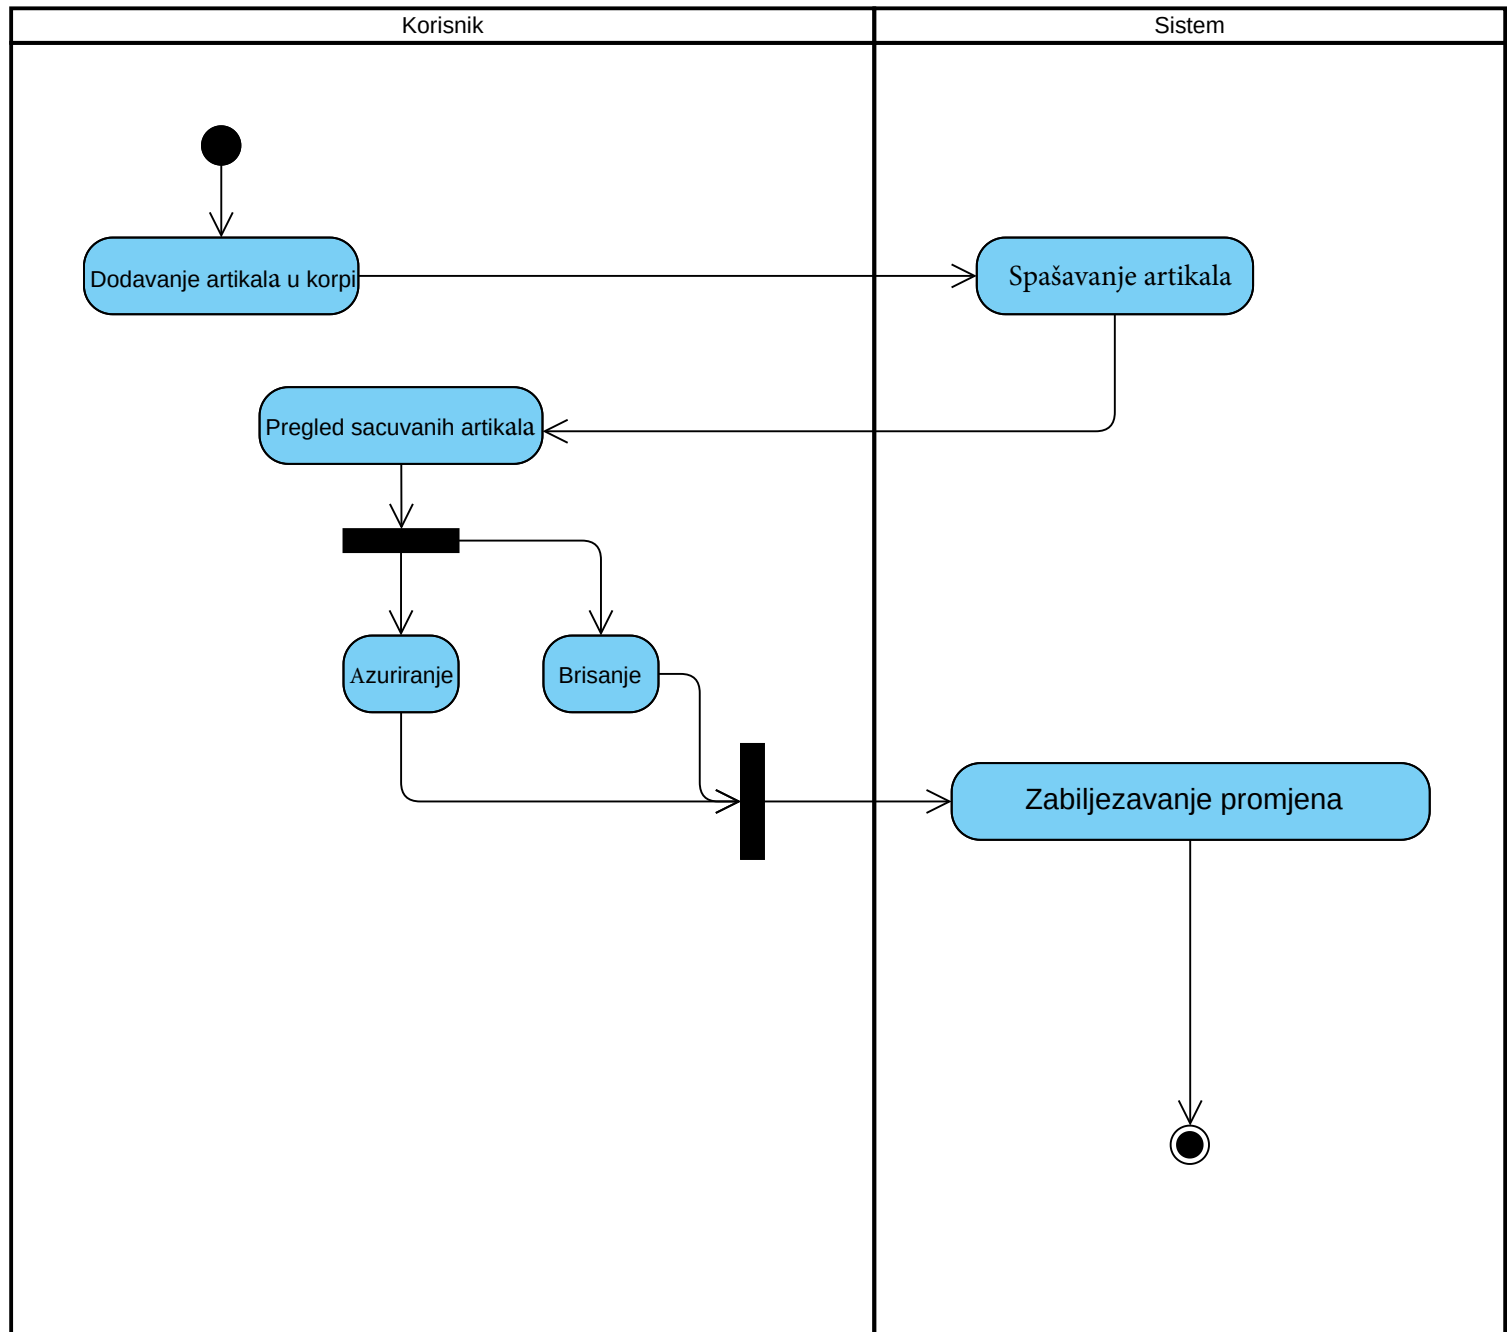 Korisnik
Sistem
Dodavanje artikala u korpi
Spašavanje artikala
Pregled sacuvanih artikala
Azuriranje
Brisanje
Zabiljezavanje promjena